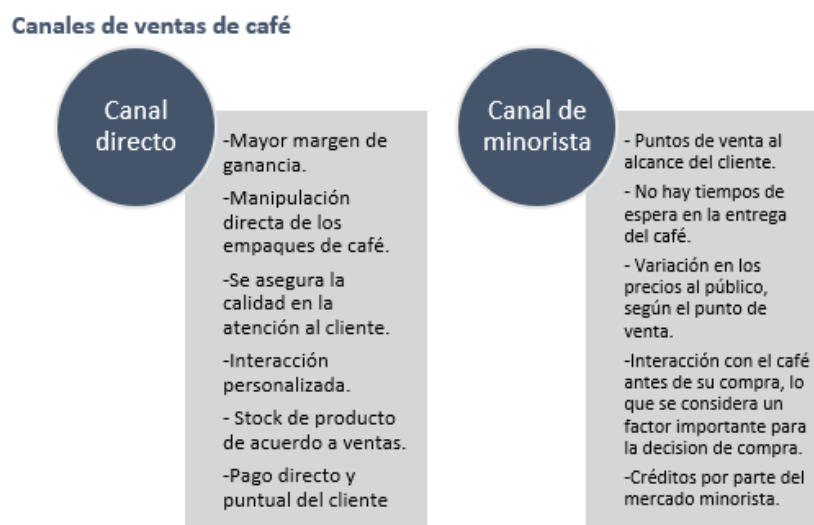 Canales de ventas de café
Canal
directo
-Mayor margen de
ganancia.
-Manipulación
directa de los
empaques de café.
-Se asegura la
calidad en la
atención al cliente.
-Interacción
personalizada.
- Stock de producto
de acuerdo a ventas.
-Pago directo y
puntual del cliente
Canal de
minorista
- Puntos de venta al
alcance del cliente.
- No hay tiempos de
espera en la entrega
del café.
- Variación en los
precios al público,
según el punto de
venta.
-Interacción con el café
antes de su compra, lo
que se considera un
factor importante para
la decision de compra.
-Créditos por parte del
mercado minorista.